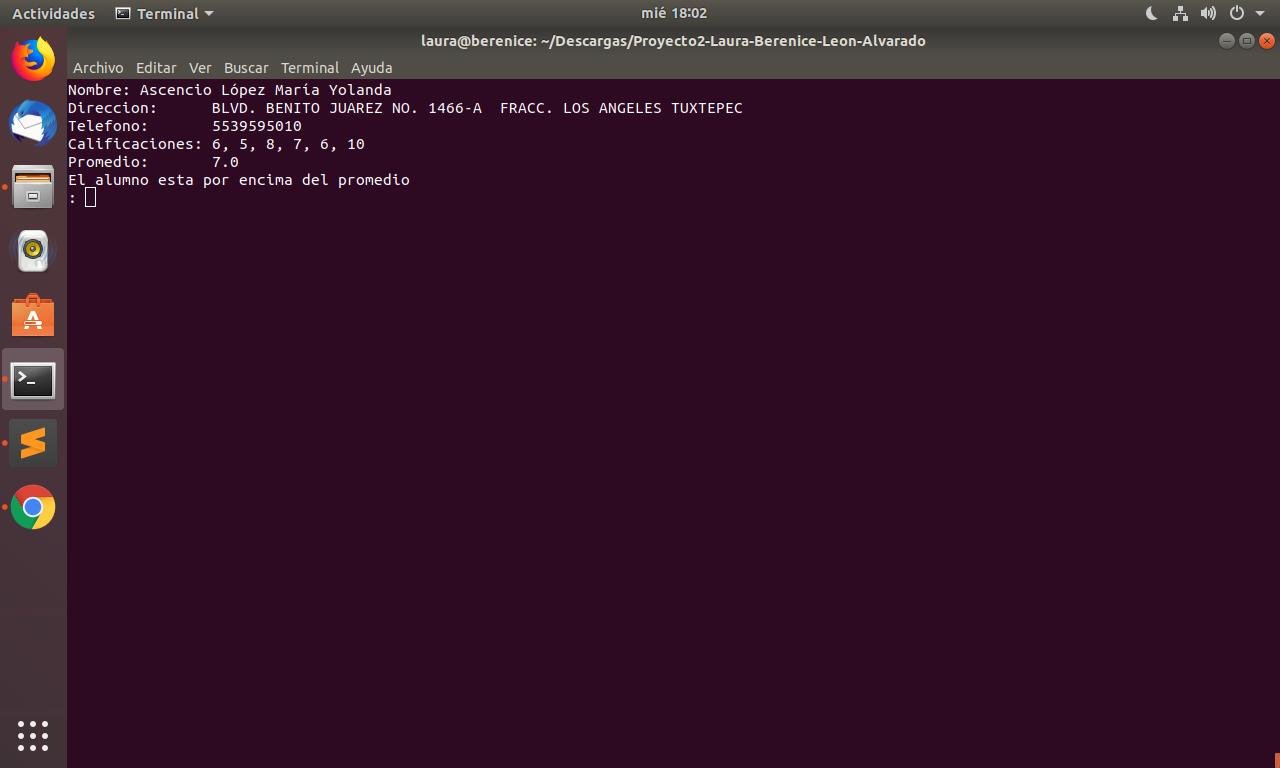 Actividades Terminal mié 18:02
laura@berenice: ~/Descargas/Proyecto2-Laura-Berenice-Leon-Alvarado
Archivo Editar Ver Buscar Terminal Ayuda
Nombre: Ascencio López María Yolanda
Direccion: BLVD. BENITO JUAREZ NO. 1466-A FRACC. LOS ANGELES TUXTEPEC
Telefono: 5539595010
Calificaciones: 6, 5, 8, 7, 6, 10
Promedio: 7.0
El alumno esta por encima del promedio
: